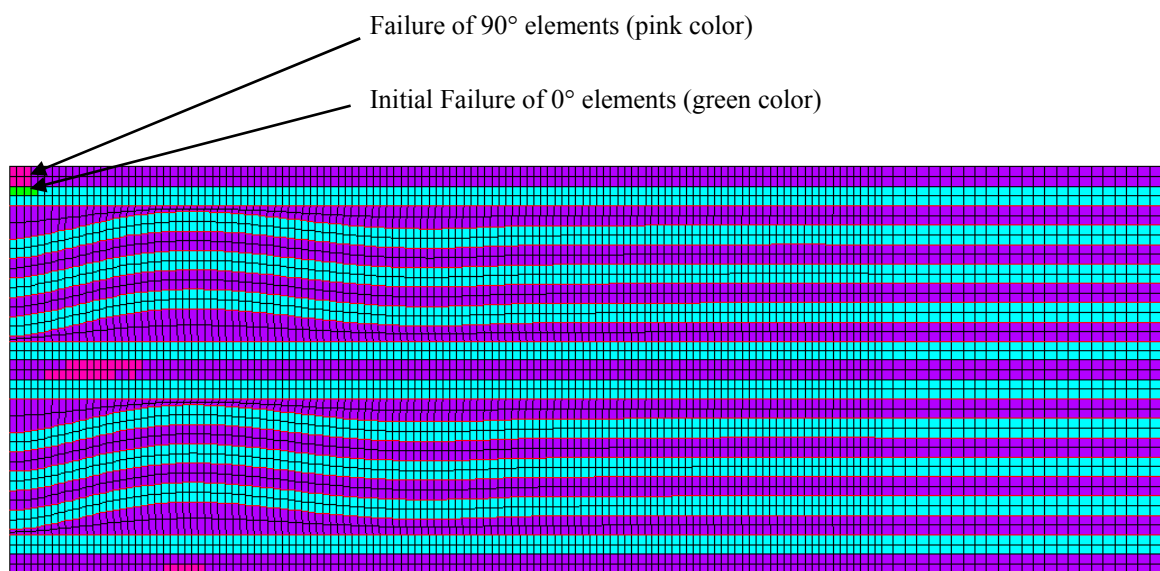 Failure of 90° elements (pink color)
Initial Failure of 0° elements (green color)